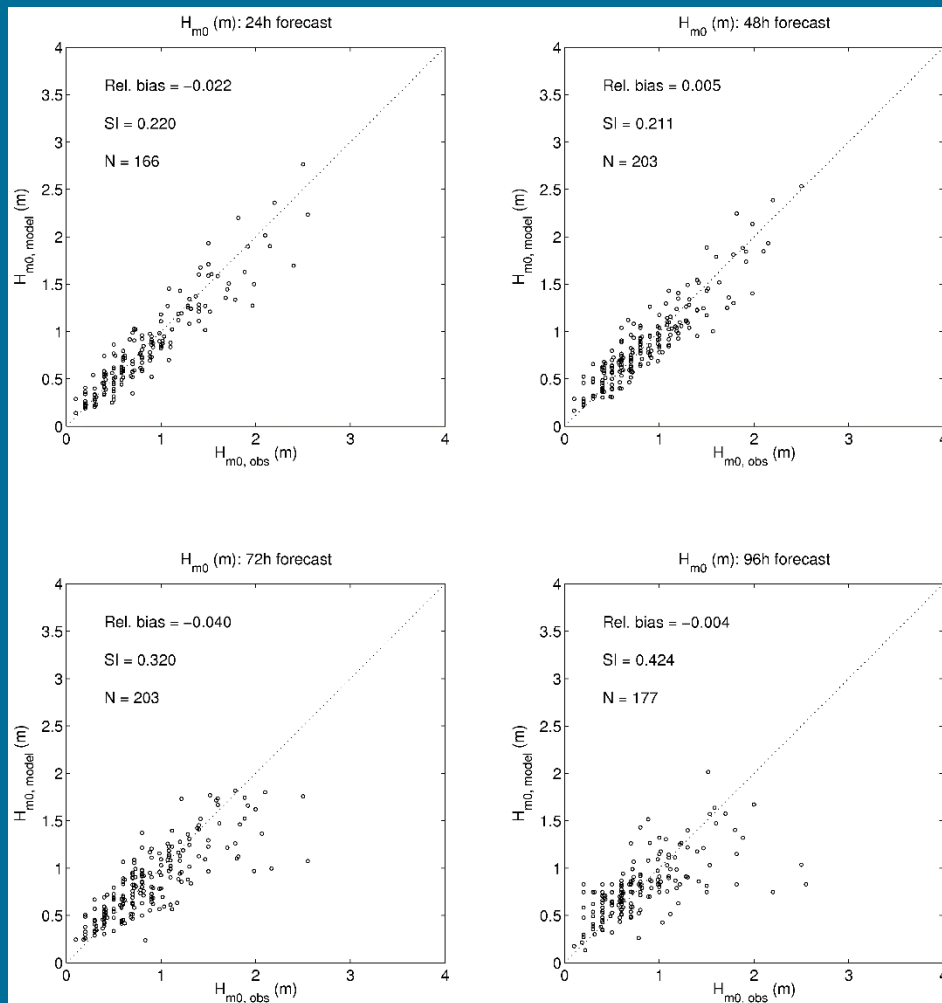 H_m0 (m): 24h forecast
4
3.5
3
2.5
2
1.5
1
0.5
0
H_m0, model (m)
Rel. bias = −0.022
SI = 0.220
N = 166
0 1 2 3 4
H_m0, obs (m)
H_m0 (m): 48h forecast
4
3.5
3
2.5
2
1.5
1
0.5
0
H_m0, model (m)
Rel. bias = 0.005
SI = 0.211
N = 203
0 1 2 3 4
H_m0, obs (m)
H_m0 (m): 72h forecast
4
3.5
3
2.5
2
1.5
1
0.5
0
H_m0, model (m)
Rel. bias = −0.040
SI = 0.320
N = 203
0 1 2 3 4
H_m0, obs (m)
H_m0 (m): 96h forecast
4
3.5
3
2.5
2
1.5
1
0.5
0
H_m0, model (m)
Rel. bias = −0.004
SI = 0.424
N = 177
0 1 2 3 4
H_m0, obs (m)